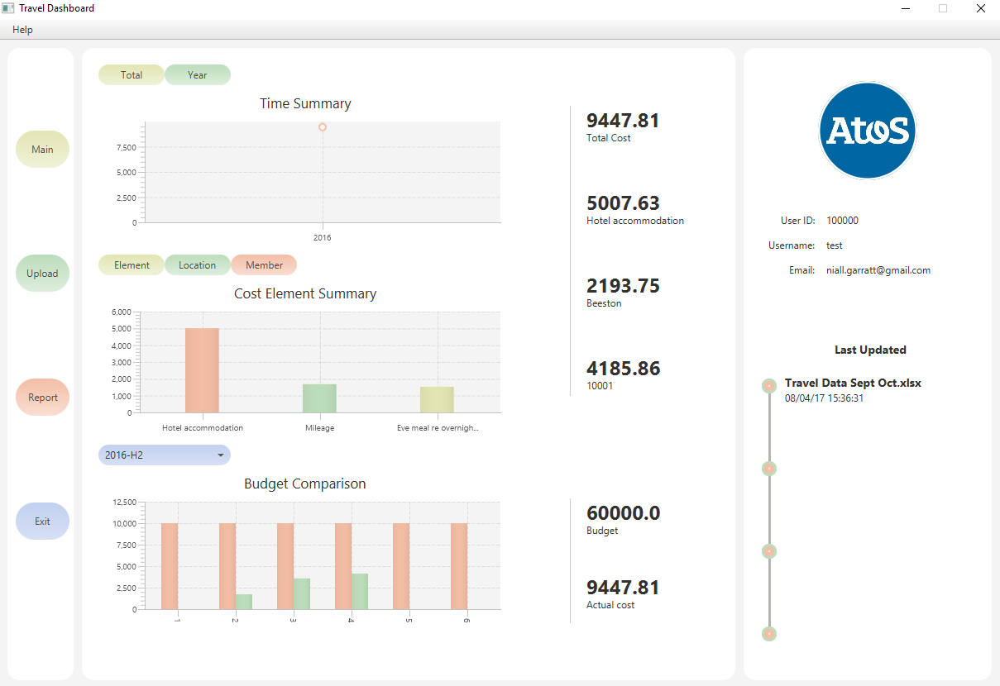 Travel Dashboard
Help
Main
Upload
Report
Exit
Total Year
Time Summary
7,500
5,000
2,500
0
2016
Element Location Member
Cost Element Summary
6,000
5,000
4,000
3,000
2,000
1,000
0
Hotel accommodation Mileage Eve meal re overnigh...
2016-H2
Budget Comparison
12,500
10,000
7,500
5,000
2,500
0
1 2 3 4 5 6
9447.81
Total Cost
5007.63
Hotel accommodation
2193.75
Beeston
4185.86
10001
60000.0
Budget
9447.81
Actual cost
Atos
User ID: 100000
Username: test
Email: niall.garratt@gmail.com
Last Updated
Travel Data Sept Oct.xlsx
08/04/17 15:36:31